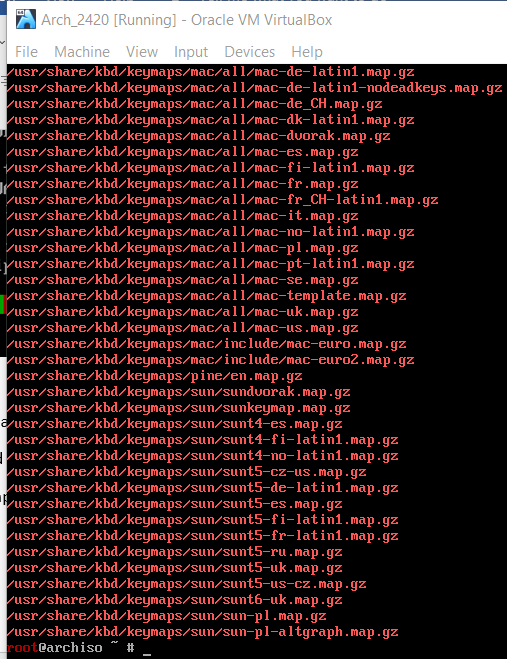 Arch_2420 [Running] - Oracle VM VirtualBox
File Machine View Input Devices Help
/usr/share/kbd/keymaps/mac/all/mac-de-latin1.map.gz
/usr/share/kbd/keymaps/mac/all/mac-de-latin1-nodeadkeys.map.gz
/usr/share/kbd/keymaps/mac/all/mac-de_CH.map.gz
/usr/share/kbd/keymaps/mac/all/mac-dk-latin1.map.gz
/usr/share/kbd/keymaps/mac/all/mac-dvorak.map.gz
/usr/share/kbd/keymaps/mac/all/mac-es.map.gz
/usr/share/kbd/keymaps/mac/all/mac-fi-latin1.map.gz
/usr/share/kbd/keymaps/mac/all/mac-fr.map.gz
/usr/share/kbd/keymaps/mac/all/mac-fr_CH-latin1.map.gz
/usr/share/kbd/keymaps/mac/all/mac-it.map.gz
/usr/share/kbd/keymaps/mac/all/mac-no-latin1.map.gz
/usr/share/kbd/keymaps/mac/all/mac-pl.map.gz
/usr/share/kbd/keymaps/mac/all/mac-pt-latin1.map.gz
/usr/share/kbd/keymaps/mac/all/mac-se.map.gz
/usr/share/kbd/keymaps/mac/all/mac-template.map.gz
/usr/share/kbd/keymaps/mac/all/mac-uk.map.gz
/usr/share/kbd/keymaps/mac/all/mac-us.map.gz
/usr/share/kbd/keymaps/mac/include/mac-euro.map.gz
/usr/share/kbd/keymaps/mac/include/mac-euro2.map.gz
/usr/share/kbd/keymaps/pine/en.map.gz
/usr/share/kbd/keymaps/sun/sundvorak.map.gz
/usr/share/kbd/keymaps/sun/sunkeymap.map.gz
/usr/share/kbd/keymaps/sun/sunt4-es.map.gz
/usr/share/kbd/keymaps/sun/sunt4-fi-latin1.map.gz
/usr/share/kbd/keymaps/sun/sunt4-no-latin1.map.gz
/usr/share/kbd/keymaps/sun/sunt5-cz-us.map.gz
/usr/share/kbd/keymaps/sun/sunt5-de-latin1.map.gz
/usr/share/kbd/keymaps/sun/sunt5-es.map.gz
/usr/share/kbd/keymaps/sun/sunt5-fi-latin1.map.gz
/usr/share/kbd/keymaps/sun/sunt5-fr-latin1.map.gz
/usr/share/kbd/keymaps/sun/sunt5-ru.map.gz
/usr/share/kbd/keymaps/sun/sunt5-uk.map.gz
/usr/share/kbd/keymaps/sun/sunt5-us-cz.map.gz
/usr/share/kbd/keymaps/sun/sunt6-uk.map.gz
/usr/share/kbd/keymaps/sun/sun-pl.map.gz
/usr/share/kbd/keymaps/sun/sun-pl-altgraph.map.gz
root@archiso ~ # _